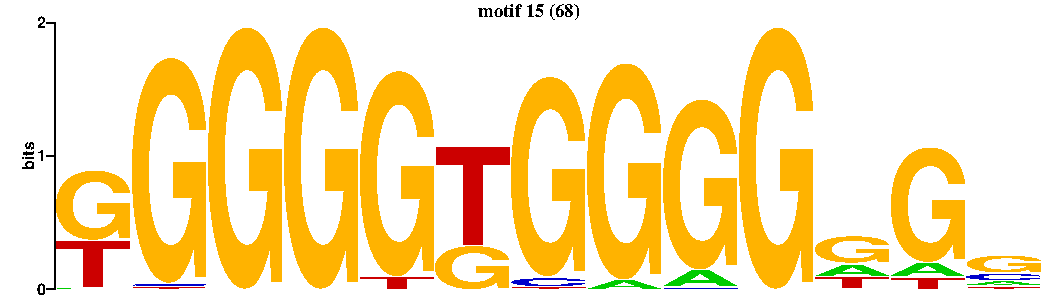 motif 15 (68)
2
bits
1
0
G G G G G T G G G G G G G
T C T G C A A A A C
T T T A